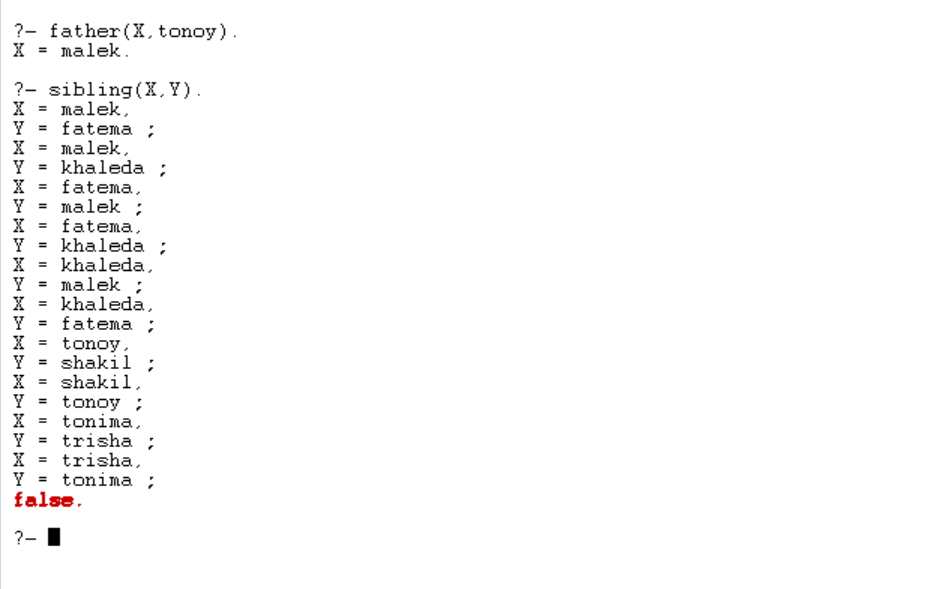 ?- father(X,tonoy).
X = malek.
?- sibling(X,Y).
X = malek,
Y = fatema ;
X = malek,
Y = khaleda ;
X = fatema,
Y = malek ;
X = fatema,
Y = khaleda ;
X = khaleda,
Y = malek ;
X = khaleda,
Y = fatema ;
X = tonoy,
Y = shakil ;
X = shakil,
Y = tonoy ;
X = tonima,
Y = trisha ;
X = trisha,
Y = tonima ;
false.
?-